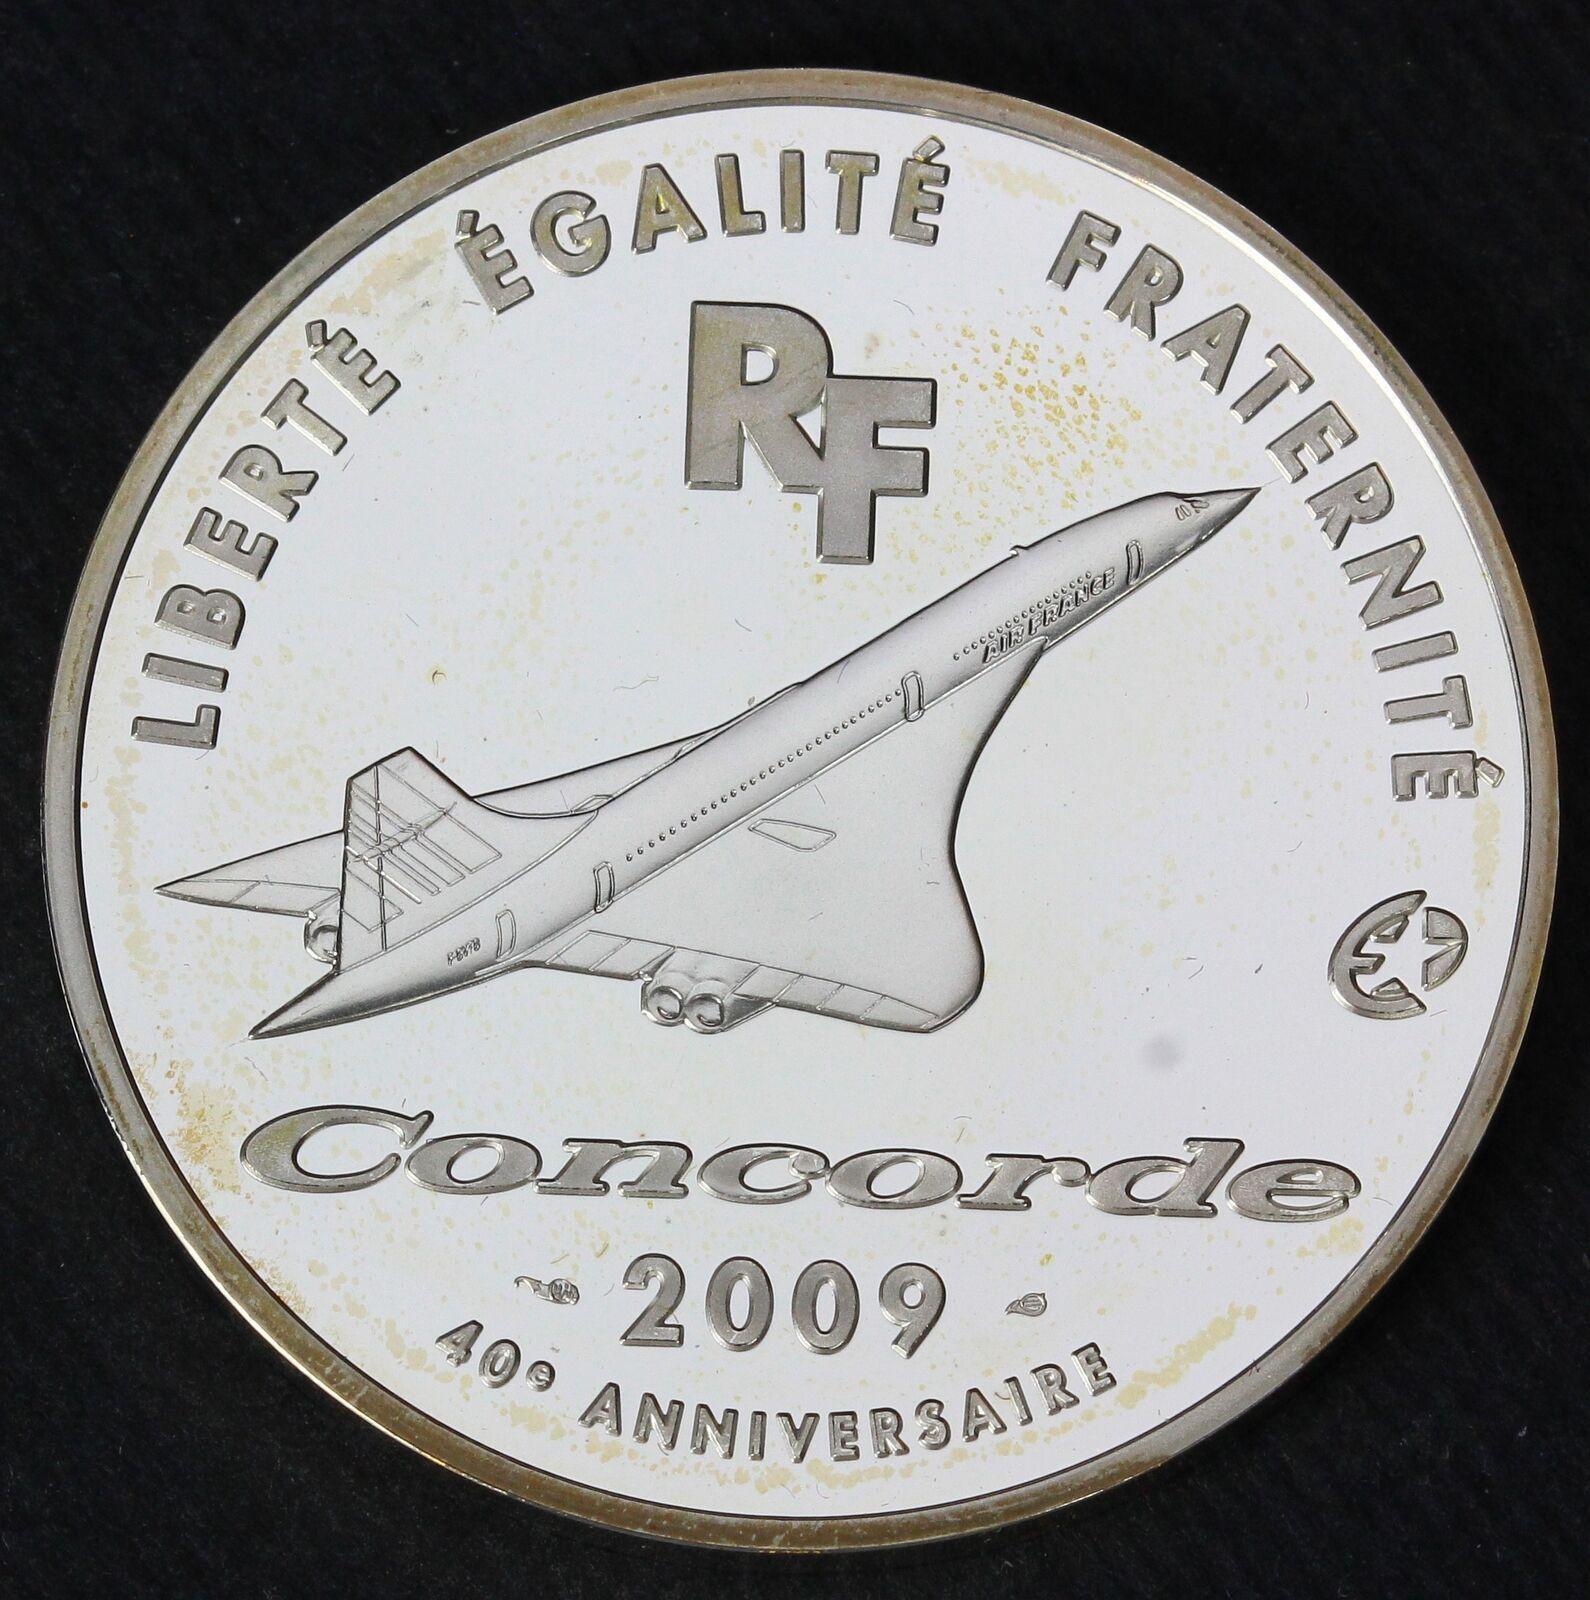 LIBERTÉ ÉGALITÉ FRATERNITÉ
RF
AIR FRANCE
Concorde
2009
40e ANNIVERSAIRE